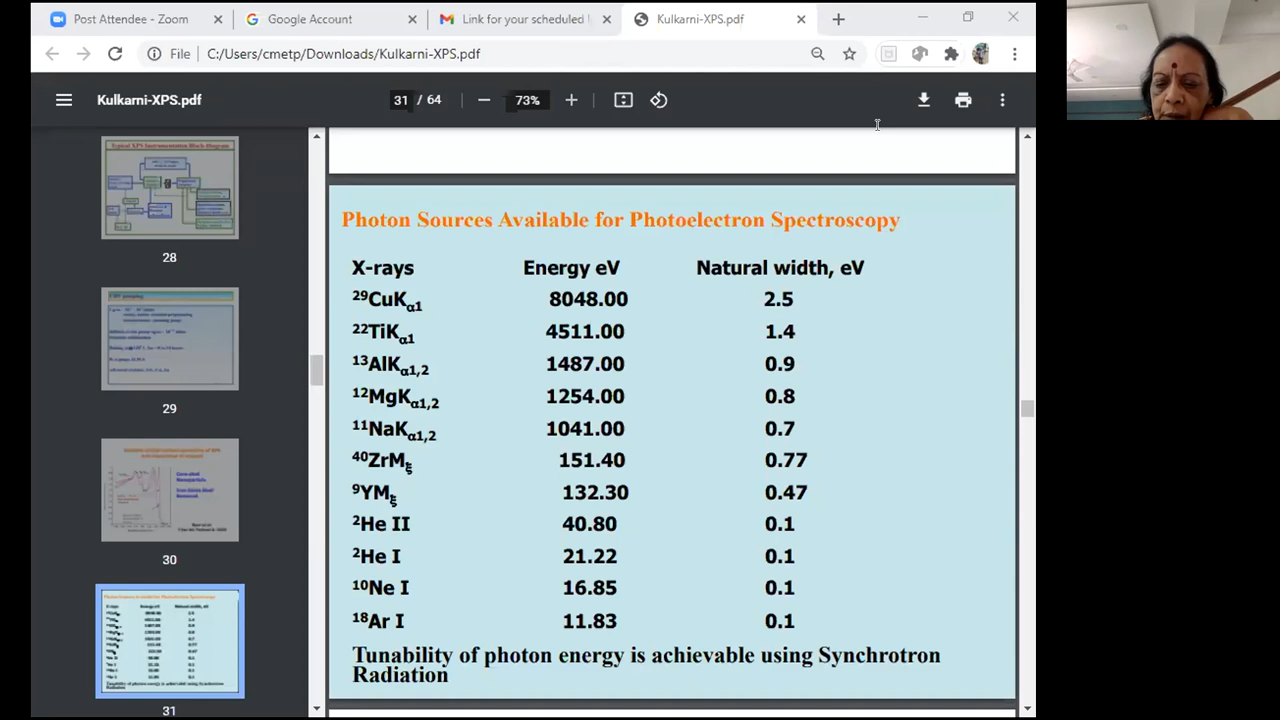 Post Attendee - Zoom
Google Account
Link for your scheduled
Kulkarni-XPS.pdf
File C:/Users/cmetp/Downloads/Kulkarni-XPS.pdf
Kulkarni-XPS.pdf
31 / 64
73%
Typical XPS Instrumentation Block diagram
28
29
30
31
Photon Sources Available for Photoelectron Spectroscopy
X-rays Energy eV Natural width, eV
²⁹CuKα1 8048.00 2.5
²²TiKα1 4511.00 1.4
¹³AlKα1,2 1487.00 0.9
¹²MgKα1,2 1254.00 0.8
¹¹NaKα1,2 1041.00 0.7
⁴⁰ZrMξ 151.40 0.77
⁹YMξ 132.30 0.47
²He II 40.80 0.1
²He I 21.22 0.1
¹⁰Ne I 16.85 0.1
¹⁸Ar I 11.83 0.1
Tunability of photon energy is achievable using Synchrotron
Radiation